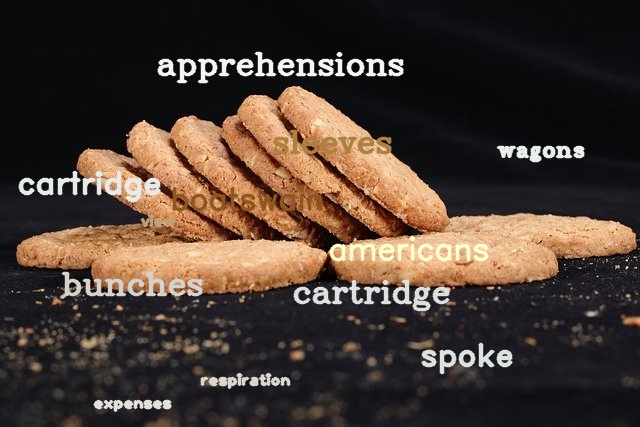 apprehensions
sleeves
wagons
cartridge
boatswain
americans
bunches
cartridge
spoke
respiration
expenses